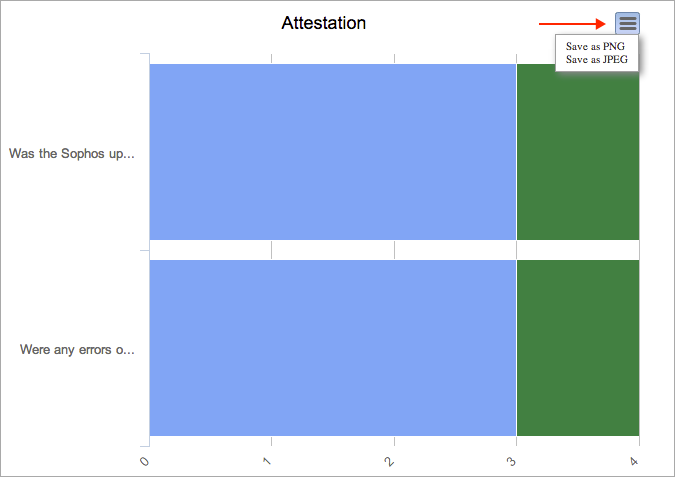 Attestation
Save as PNG
Save as JPEG
Was the Sophos up...
Were any errors o...
0 1 2 3 4